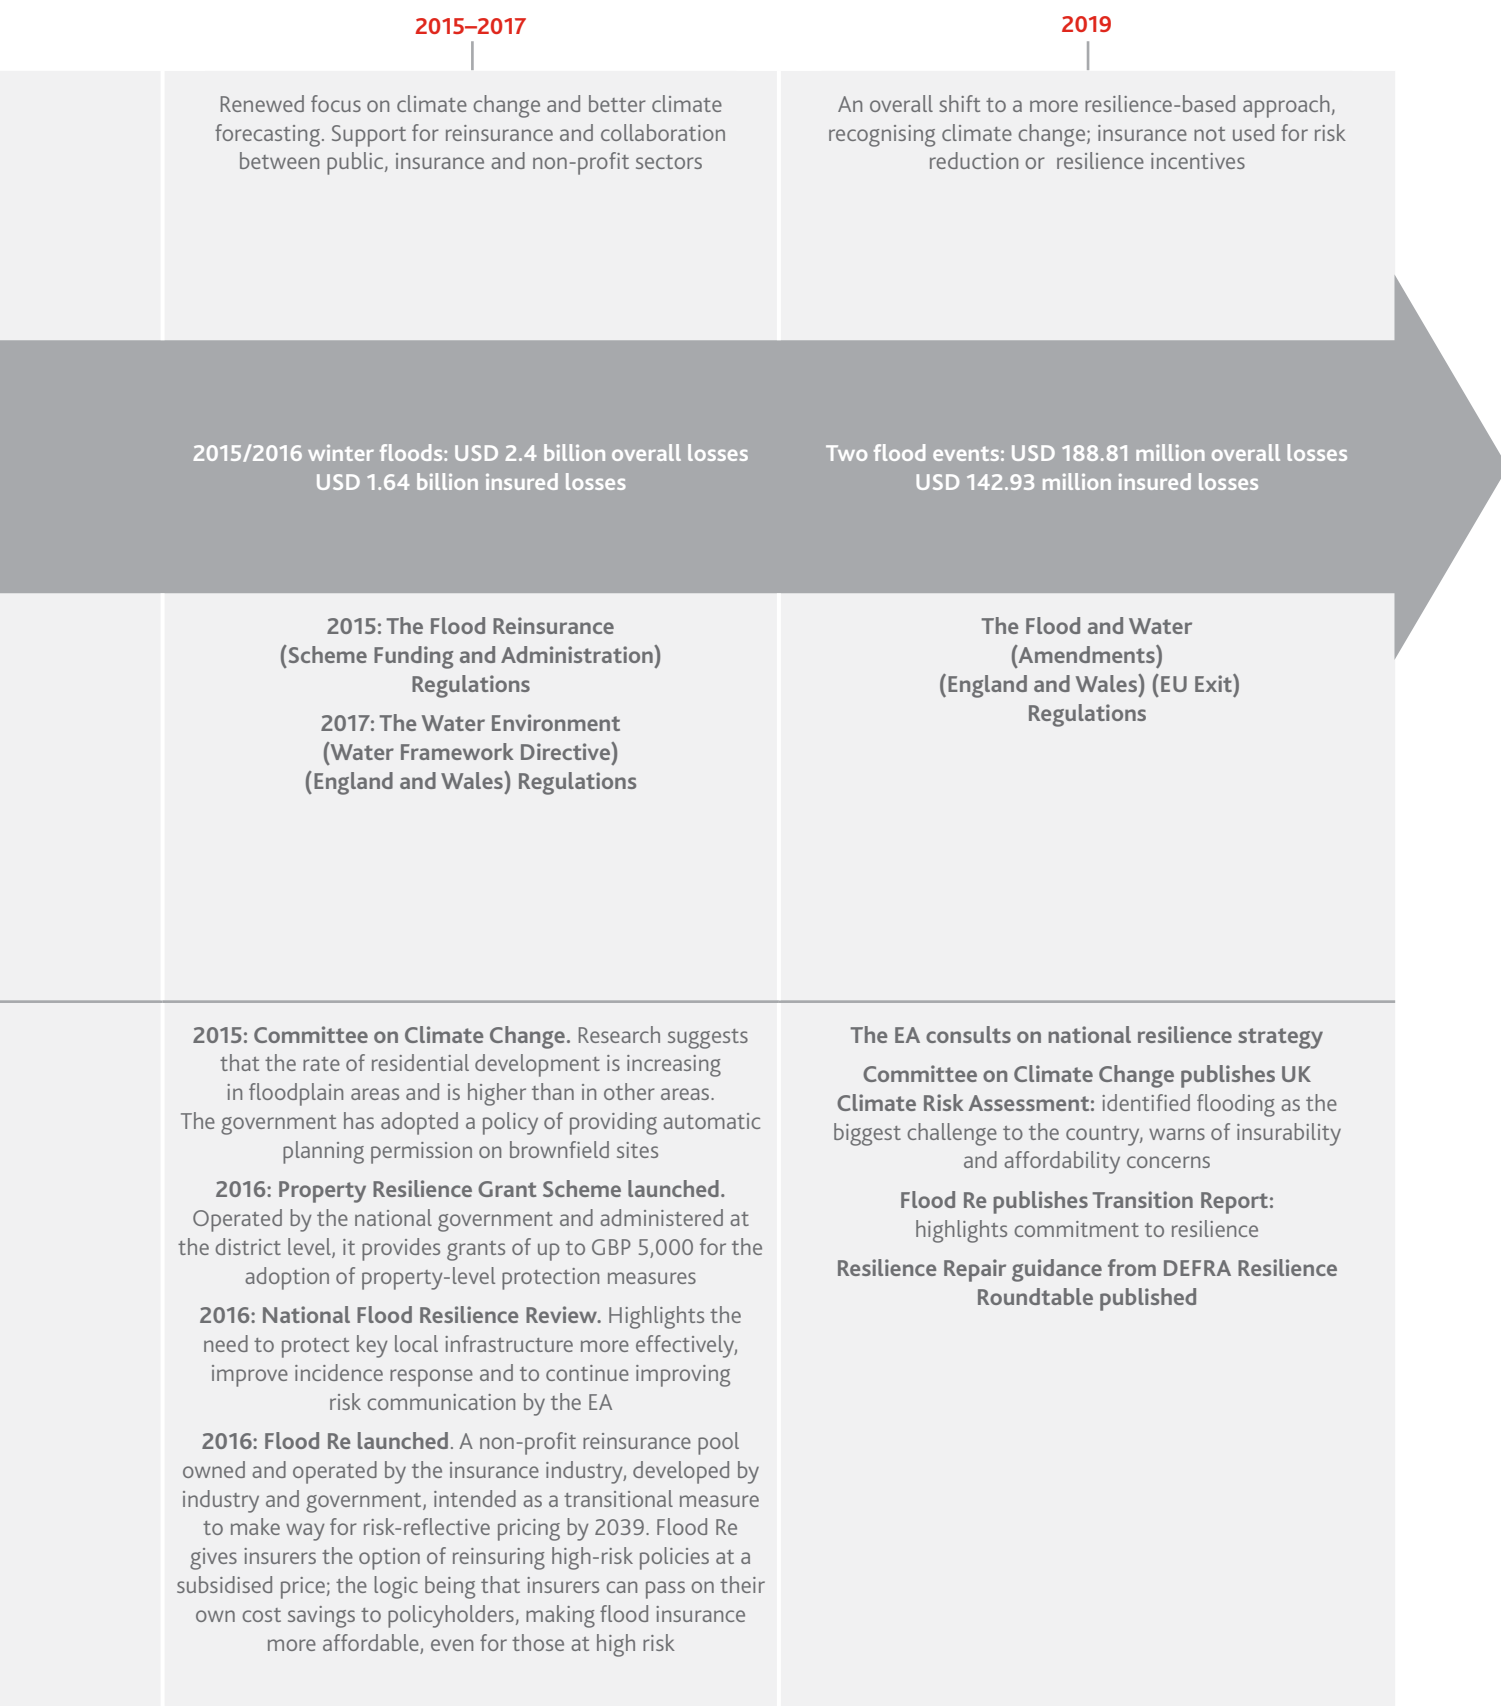 2015–2017
Renewed focus on climate change and better climate
forecasting. Support for reinsurance and collaboration
between public, insurance and non-profit sectors
2015/2016 winter floods: USD 2.4 billion overall losses
USD 1.64 billion insured losses
2015: The Flood Reinsurance
(Scheme Funding and Administration)
Regulations
2017: The Water Environment
(Water Framework Directive)
(England and Wales) Regulations
2015: Committee on Climate Change. Research suggests
that the rate of residential development is increasing
in floodplain areas and is higher than in other areas.
The government has adopted a policy of providing automatic
planning permission on brownfield sites
2016: Property Resilience Grant Scheme launched.
Operated by the national government and administered at
the district level, it provides grants of up to GBP 5,000 for the
adoption of property-level protection measures
2016: National Flood Resilience Review. Highlights the
need to protect key local infrastructure more effectively,
improve incidence response and to continue improving
risk communication by the EA
2016: Flood Re launched. A non-profit reinsurance pool
owned and operated by the insurance industry, developed by
industry and government, intended as a transitional measure
to make way for risk-reflective pricing by 2039. Flood Re
gives insurers the option of reinsuring high-risk policies at a
subsidised price; the logic being that insurers can pass on their
own cost savings to policyholders, making flood insurance
more affordable, even for those at high risk
2019
An overall shift to a more resilience-based approach,
recognising climate change; insurance not used for risk
reduction or resilience incentives
Two flood events: USD 188.81 million overall losses
USD 142.93 million insured losses
The Flood and Water
(Amendments)
(England and Wales) (EU Exit)
Regulations
The EA consults on national resilience strategy
Committee on Climate Change publishes UK
Climate Risk Assessment: identified flooding as the
biggest challenge to the country, warns of insurability
and affordability concerns
Flood Re publishes Transition Report:
highlights commitment to resilience
Resilience Repair guidance from DEFRA Resilience
Roundtable published